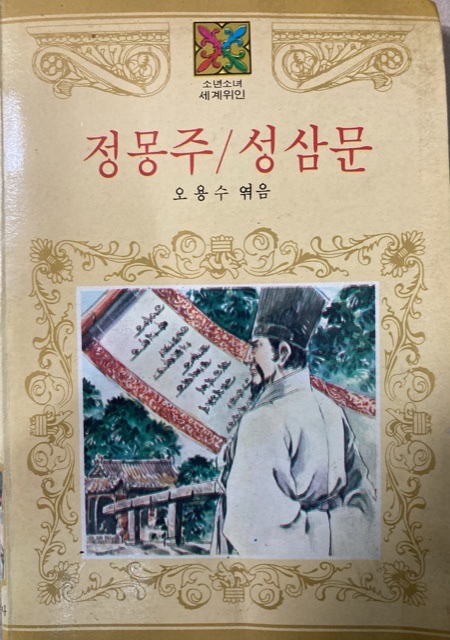 소년소녀
세계위인
정몽주/성삼문
오용수 엮음